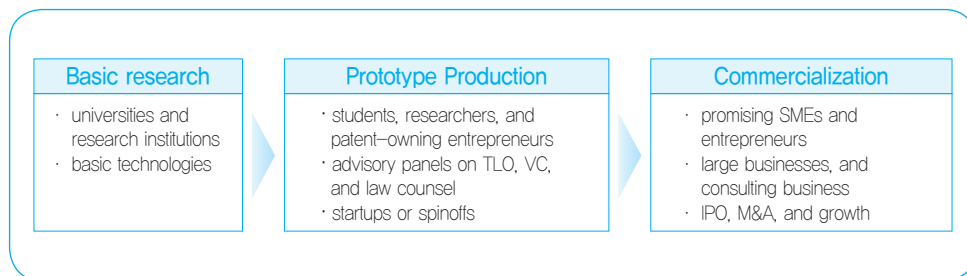 Basic research
· universities and
research institutions
· basic technologies
Prototype Production
· students, researchers, and
patent-owning entrepreneurs
· advisory panels on TLO, VC,
and law counsel
· startups or spinoffs
Commercialization
· promising SMEs and
entrepreneurs
· large businesses, and
consulting business
· IPO, M&A, and growth